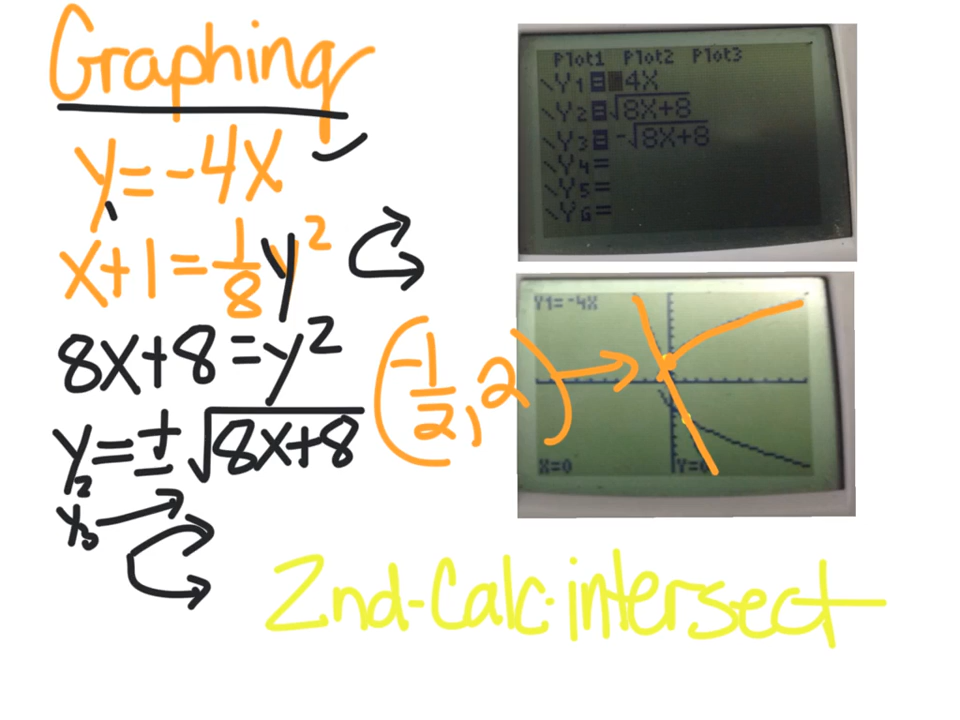 Graphing
y=-4x
x+1=1/8y²
8x+8=y²
y₂=±√8x+8
y₃
(-1/2,2)
2nd-Calc-intersect
Plot1 Plot2 Plot3
\Y₁=■4X
\Y₂=√8X+8
\Y₃=-√8X+8
\Y₄=
\Y₅=
\Y₆=
Y1=-4X
X=0 Y=0